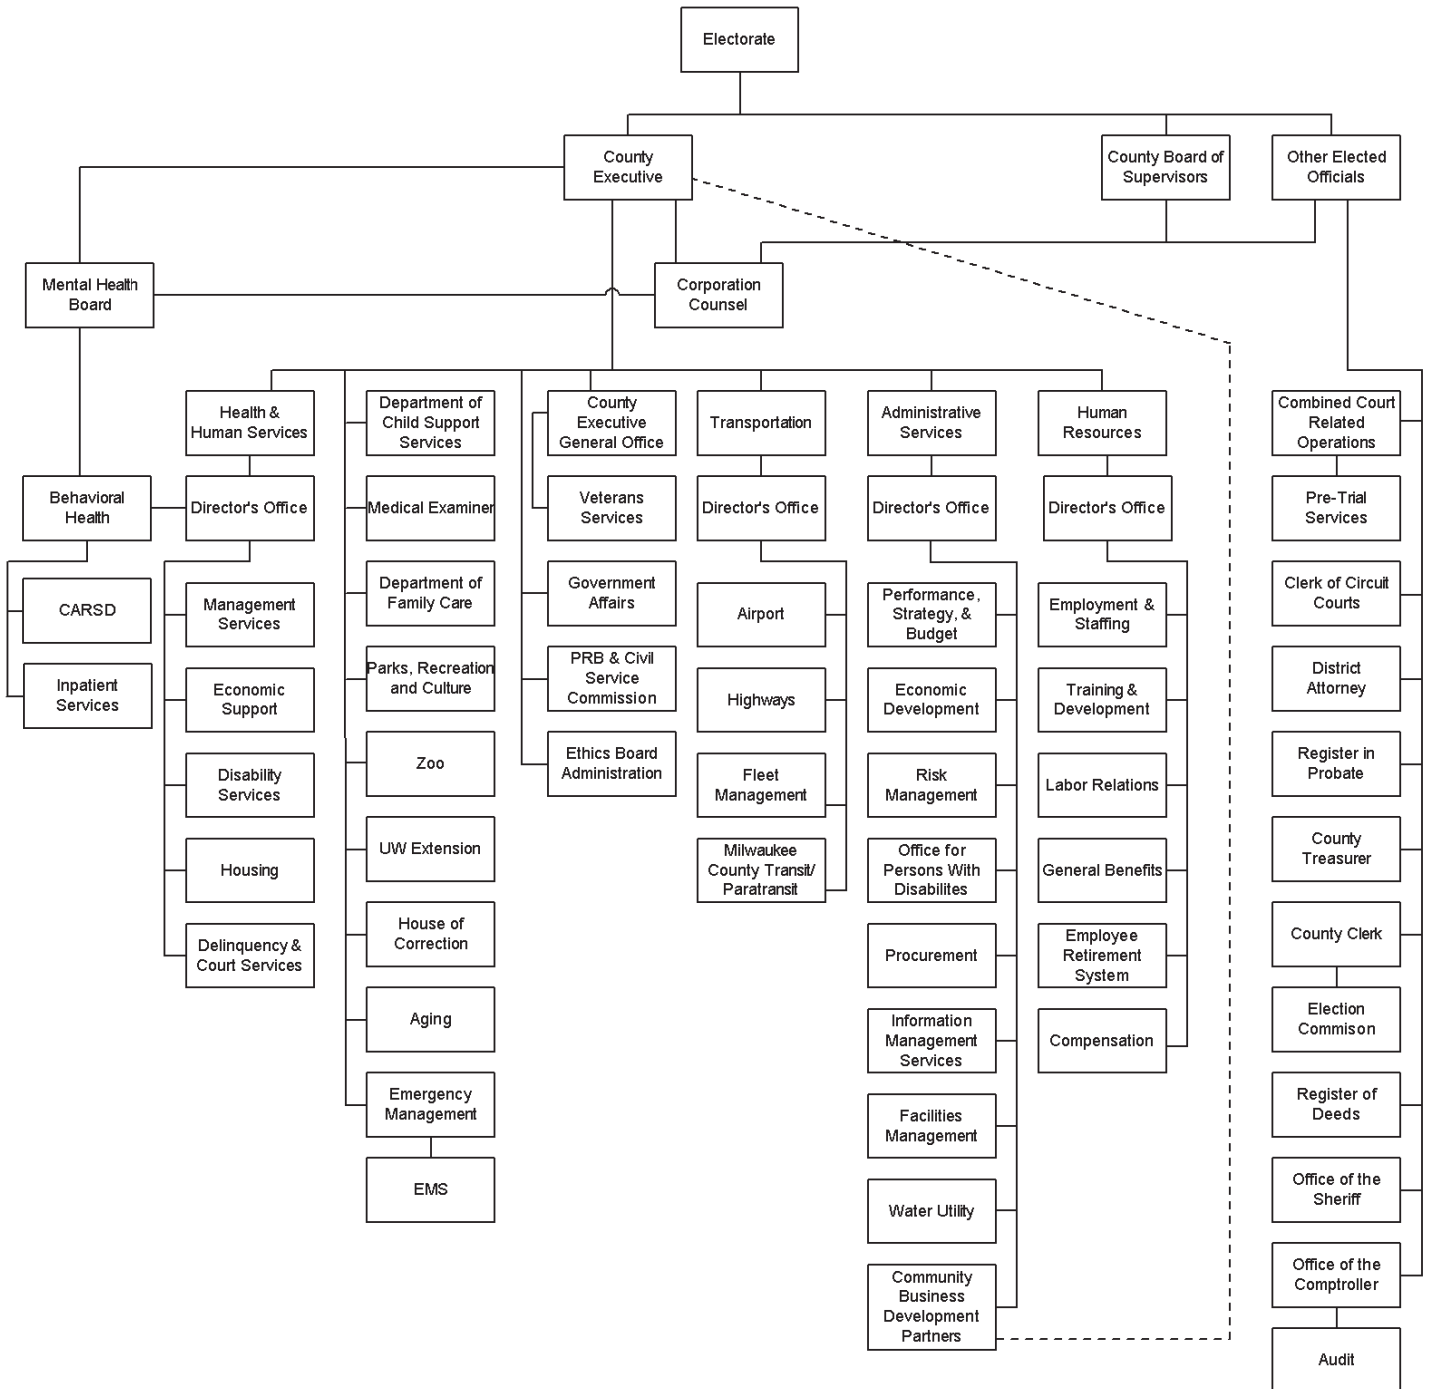 Electorate
County
Executive
County Board of
Supervisors
Other Elected
Officials
Mental Health
Board
Corporation
Counsel
Health &
Human Services
Department of
Child Support
Services
County
Executive
General Office
Transportation
Administrative
Services
Human
Resources
Combined Court
Related
Operations
Behavioral
Health
Director's Office
Medical Examiner
Veterans
Services
Director's Office
Director's Office
Director's Office
Pre-Trial
Services
CARSD
Management
Services
Department of
Family Care
Government
Affairs
Airport
Performance,
Strategy, &
Budget
Employment &
Staffing
Clerk of Circuit
Courts
Inpatient
Services
Economic
Support
Parks, Recreation
and Culture
PRB & Civil
Service
Commission
Highways
Economic
Development
Training &
Development
District
Attorney
Disability
Services
Zoo
Ethics Board
Administration
Fleet
Management
Risk
Management
Labor Relations
Register in
Probate
Housing
UW Extension
Milwaukee
County Transit/
Paratransit
Office for
Persons With
Disabilites
General Benefits
County
Treasurer
Delinquency &
Court Services
House of
Correction
Procurement
Employee
Retirement
System
County Clerk
Aging
Information
Management
Services
Compensation
Election
Commison
Emergency
Management
Facilities
Management
Register of
Deeds
EMS
Water Utility
Office of the
Sheriff
Community
Business
Development
Partners
Office of the
Comptroller
Audit